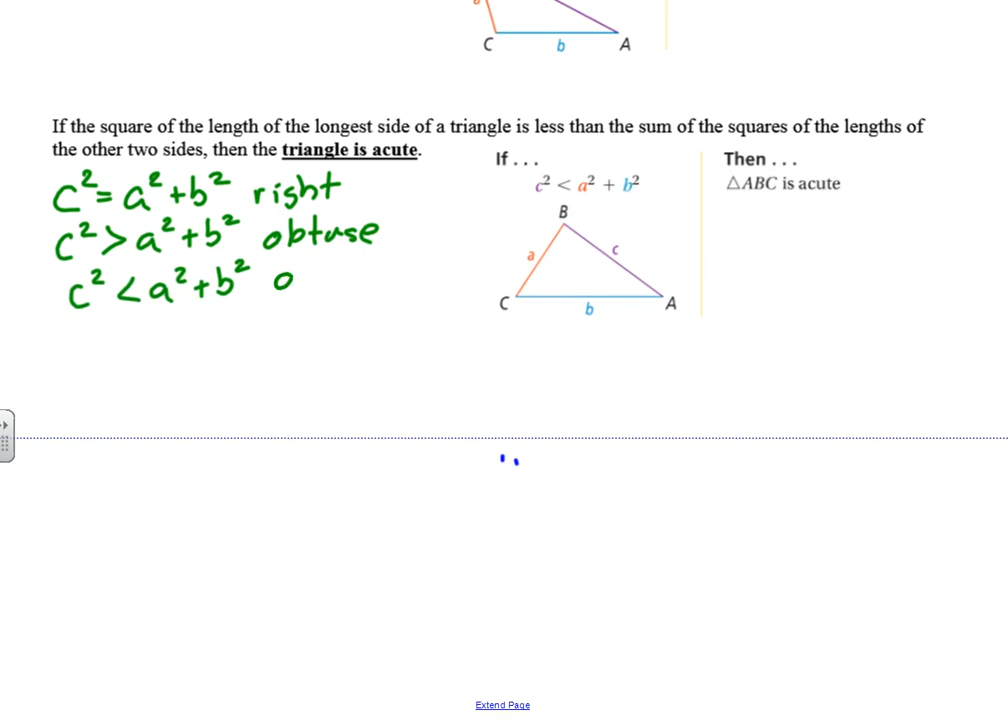 C b A
If the square of the length of the longest side of a triangle is less than the sum of the squares of the lengths of
the other two sides, then the triangle is acute.
If . . .
c² < a² + b²
Then . . .
△ABC is acute
c² = a² + b² right
c² > a² + b² obtuse
c² < a² + b²
B
a c
C b A
Extend Page